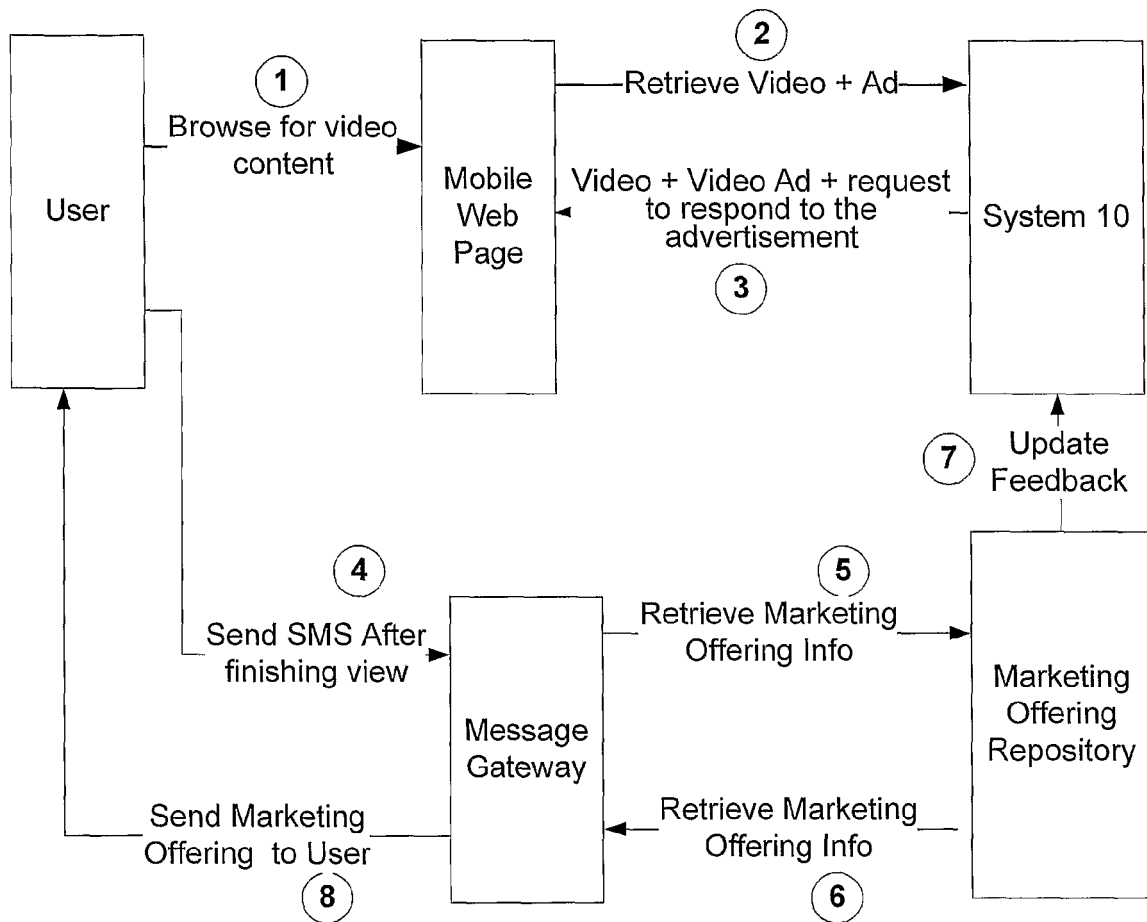 2
Retrieve Video + Ad
1
Browse for video
content
User
Mobile
Web
Page
Video + Video Ad + request
to respond to the
advertisement
3
System 10
7
Update
Feedback
4
Send SMS After
finishing view
5
Retrieve Marketing
Offering Info
Message
Gateway
Marketing
Offering
Repository
Send Marketing
Offering to User
8
Retrieve Marketing
Offering Info
6